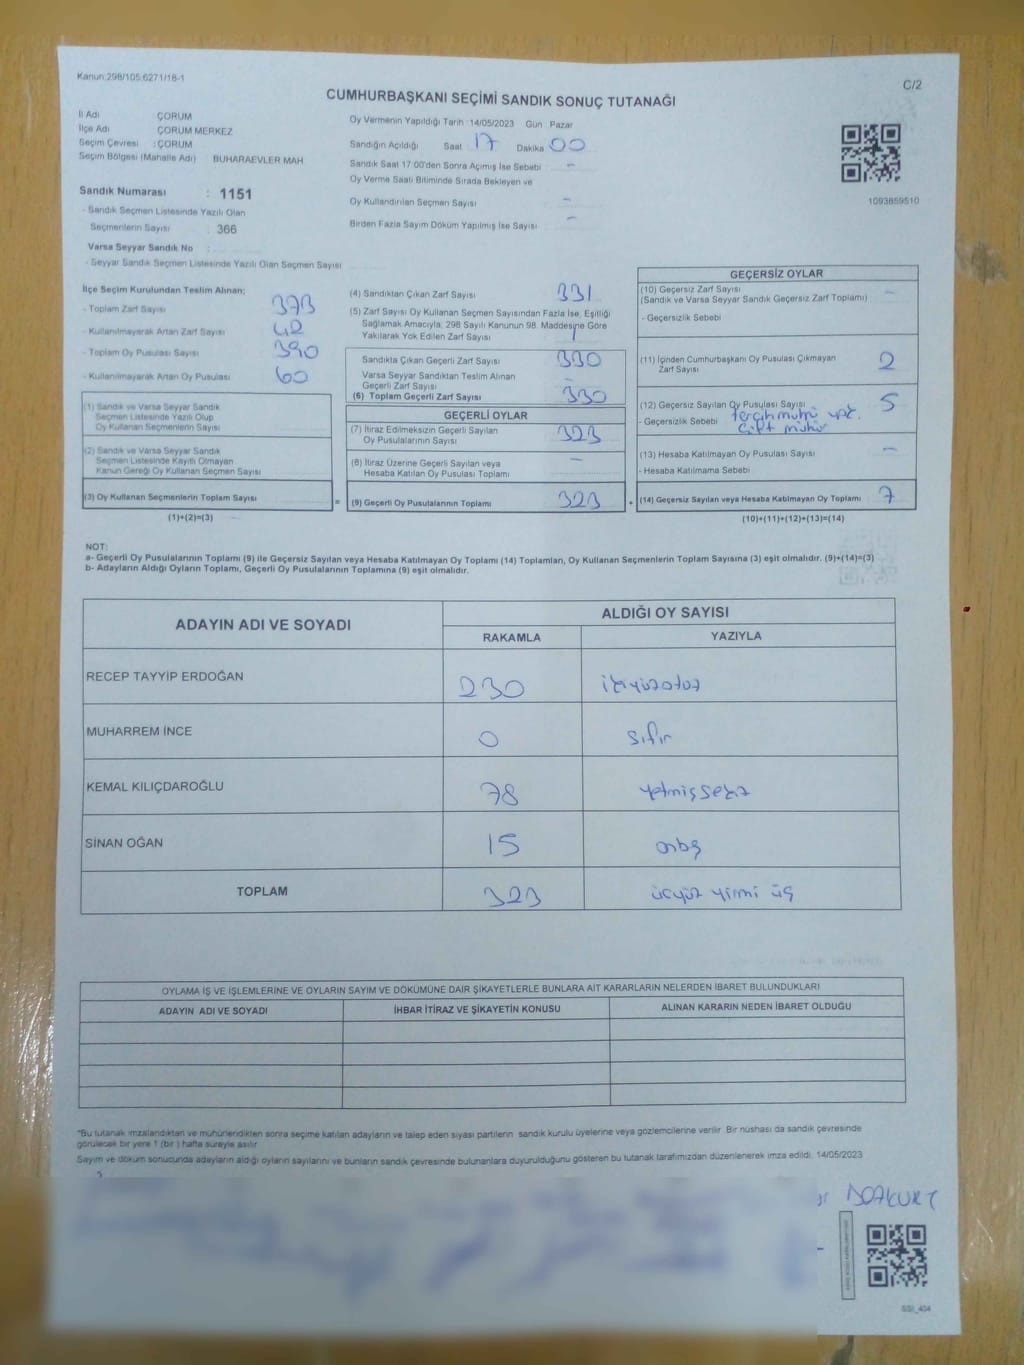 Kanun:298/105.6271/18-1
C/2
CUMHURBAŞKANI SEÇİMİ SANDIK SONUÇ TUTANAĞI
İl Adı ÇORUM
İlçe Adı ÇORUM MERKEZ
Seçim Çevresi :ÇORUM
Seçim Bölgesi (Mahalle Adı) BUHARAEVLER MAH
Oy Vermenin Yapıldığı Tarih 14/05/2023 Gün Pazar
Sandığın Açıldığı Saat 17 Dakika 00
Sandık Saat 17:00'den Sonra Açılmış İse Sebebi -
Oy Verme Saati Bitiminde Sırada Bekleyen ve
Oy Kullandırılan Seçmen Sayısı -
Birden Fazla Sayım Döküm Yapılmış İse Sayısı -
1093859510
Sandık Numarası : 1151
- Sandık Seçmen Listesinde Yazılı Olan
Seçmenlerin Sayısı : 366
Varsa Seyyar Sandık No :
- Seyyar Sandık Seçmen Listesinde Yazılı Olan Seçmen Sayısı
İlçe Seçim Kurulundan Teslim Alınan;
- Toplam Zarf Sayısı 373
- Kullanılmayarak Artan Zarf Sayısı 42
- Toplam Oy Pusulası Sayısı 390
- Kullanılmayarak Artan Oy Pusulası 60
(1) Sandık ve Varsa Seyyar Sandık
Seçmen Listesinde Yazılı Olup
Oy Kullanan Seçmenlerin Sayısı
(2) Sandık ve Varsa Seyyar Sandık
Seçmen Listesinde Kayıtlı Olmayan
Kanun Gereği Oy Kullanan Seçmen Sayısı
(3) Oy Kullanan Seçmenlerin Toplam Sayısı
(1)+(2)=(3)
=
(4) Sandıktan Çıkan Zarf Sayısı 331
(5) Zarf Sayısı Oy Kullanan Seçmen Sayısından Fazla İse, Eşitliği
Sağlamak Amacıyla, 298 Sayılı Kanunun 98. Maddesine Göre
Yakılarak Yok Edilen Zarf Sayısı 1
Sandıkta Çıkan Geçerli Zarf Sayısı 330
Varsa Seyyar Sandıktan Teslim Alınan
Geçerli Zarf Sayısı -
(6) Toplam Geçerli Zarf Sayısı 330
GEÇERLİ OYLAR
(7) İtiraz Edilmeksizin Geçerli Sayılan
Oy Pusulalarının Sayısı 323
(8) İtiraz Üzerine Geçerli Sayılan veya
Hesaba Katılan Oy Pusulası Toplamı -
(9) Geçerli Oy Pusulalarının Toplamı 323
+
GEÇERSİZ OYLAR
(10) Geçersiz Zarf Sayısı
(Sandık ve Varsa Seyyar Sandık Geçersiz Zarf Toplamı) -
- Geçersizlik Sebebi
(11) İçinden Cumhurbaşkanı Oy Pusulası Çıkmayan
Zarf Sayısı 2
(12) Geçersiz Sayılan Oy Pusulası Sayısı 5
- Geçersizlik Sebebi tercih mührü yok.
çift mühür
(13) Hesaba Katılmayan Oy Pusulası Sayısı -
- Hesaba Katılmama Sebebi
(14) Geçersiz Sayılan veya Hesaba Katılmayan Oy Toplamı 7
(10)+(11)+(12)+(13)=(14)
NOT:
a- Geçerli Oy Pusulalarının Toplamı (9) ile Geçersiz Sayılan veya Hesaba Katılmayan Oy Toplamı (14) Toplamları, Oy Kullanan Seçmenlerin Toplam Sayısına (3) eşit olmalıdır. (9)+(14)=(3)
b- Adayların Aldığı Oyların Toplamı, Geçerli Oy Pusulalarının Toplamına (9) eşit olmalıdır.
ADAYIN ADI VE SOYADI ALDIĞI OY SAYISI
RAKAMLA YAZIYLA
RECEP TAYYİP ERDOĞAN 230 ikiyüzotuz
MUHARREM İNCE 0 sıfır
KEMAL KILIÇDAROĞLU 78 yetmişsekiz
SİNAN OĞAN 15 onbş
TOPLAM 323 üçyüz yirmi üç
OYLAMA İŞ VE İŞLEMLERİNE VE OYLARIN SAYIM VE DÖKÜMÜNE DAİR ŞİKAYETLERLE BUNLARA AİT KARARLARIN NELERDEN İBARET BULUNDUKLARI
ADAYIN ADI VE SOYADI İHBAR İTİRAZ VE ŞİKAYETİN KONUSU ALINAN KARARIN NEDEN İBARET OLDUĞU
*Bu tutanak imzalandıktan ve mühürlendikten sonra seçime katılan adayların ve talep eden siyasi partilerin sandık kurulu üyelerine veya gözlemcilerine verilir. Bir nüshası da sandık çevresinde
görülecek bir yere 1 (bir ) hafta süreyle asılır.
Sayım ve döküm sonucunda adayların aldığı oyların sayılarını ve bunların sandık çevresinde bulunanlara duyurulduğunu gösteren bu tutanak tarafımızdan düzenlenerek imza edildi. 14/05/2023
BOZKURT